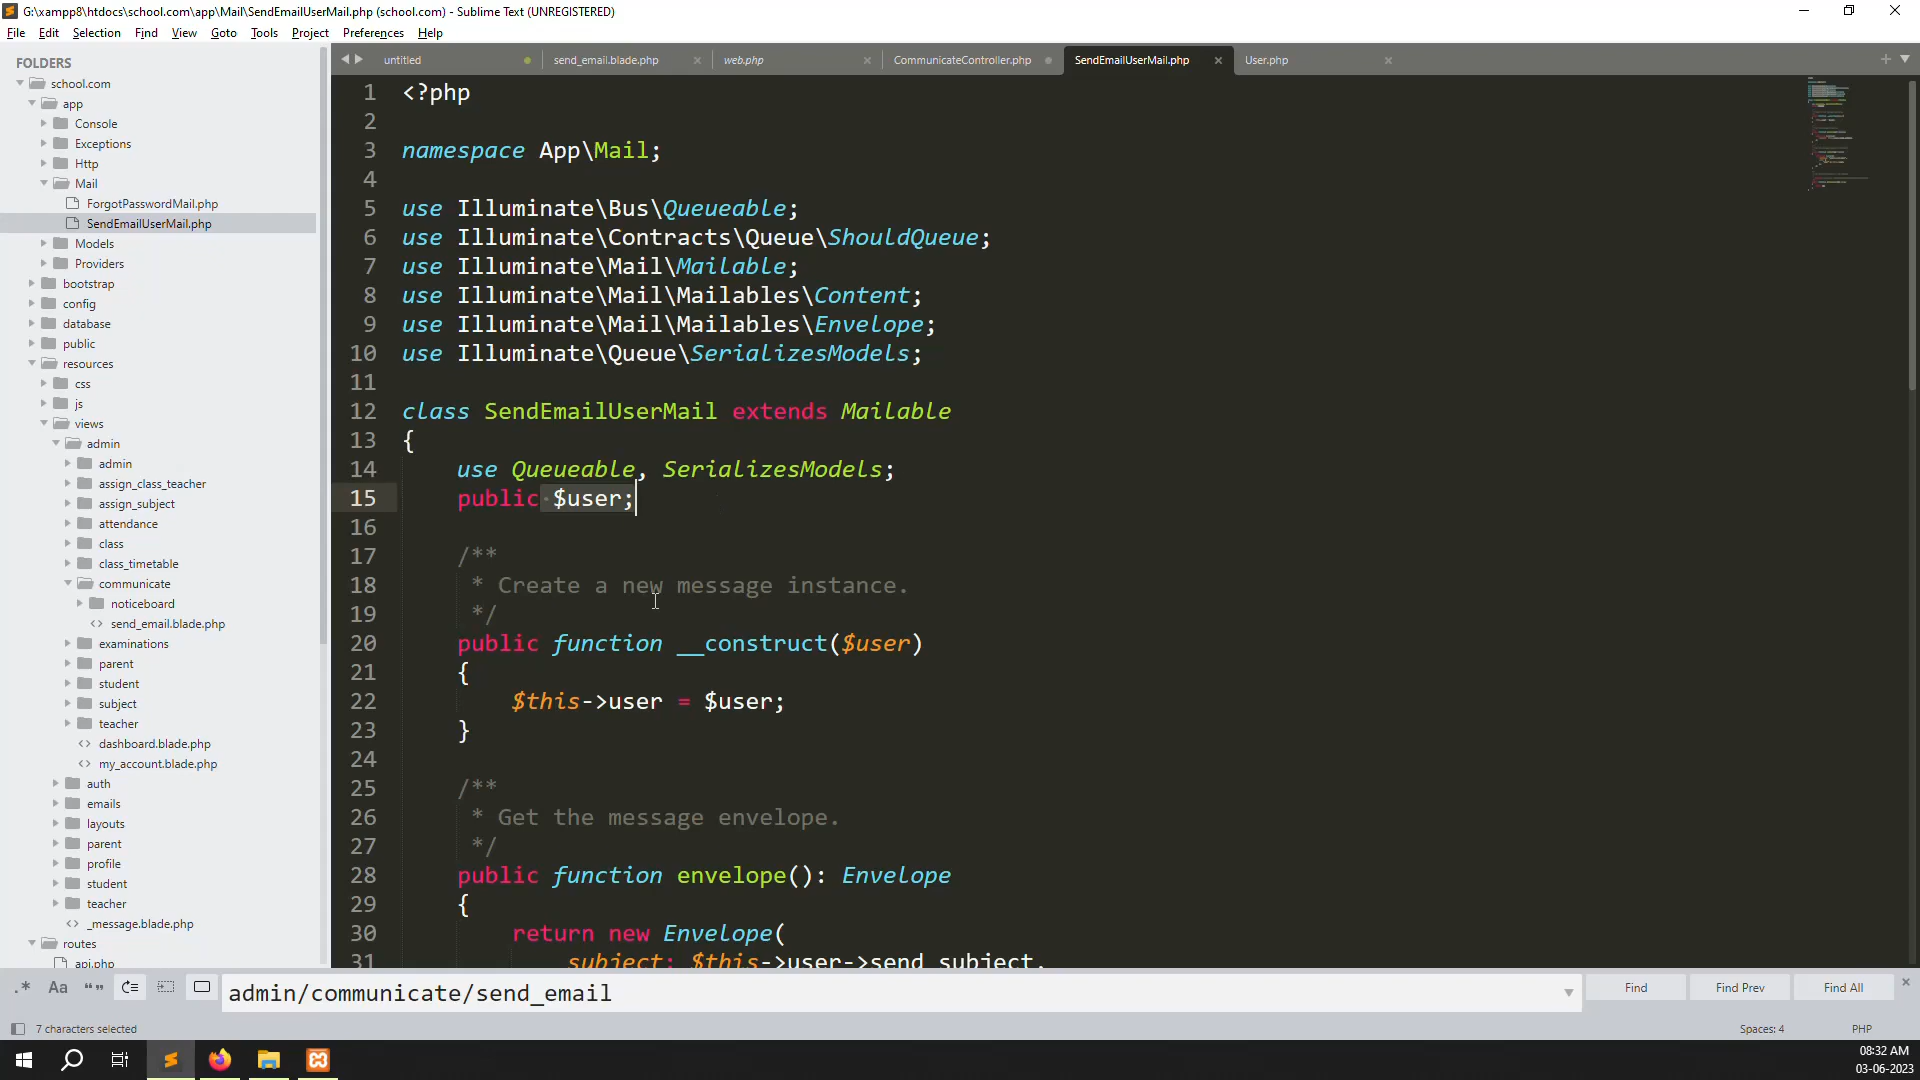 G:\xampp8\htdocs\school.com\app\Mail\SendEmailUserMail.php (school.com) - Sublime Text (UNREGISTERED)
File Edit Selection Find View Goto Tools Project Preferences Help
FOLDERS
school.com
app
Console
Exceptions
Http
Mail
ForgotPasswordMail.php
SendEmailUserMail.php
Models
Providers
bootstrap
config
database
public
resources
css
js
views
admin
admin
assign_class_teacher
assign_subject
attendance
class
class_timetable
communicate
noticeboard
send_email.blade.php
examinations
parent
student
subject
teacher
dashboard.blade.php
my_account.blade.php
auth
emails
layouts
parent
profile
student
teacher
_message.blade.php
routes
api.php
untitled send_email.blade.php web.php CommunicateController.php SendEmailUserMail.php User.php
1 <?php
2
3 namespace App\Mail;
4
5 use Illuminate\Bus\Queueable;
6 use Illuminate\Contracts\Queue\ShouldQueue;
7 use Illuminate\Mail\Mailable;
8 use Illuminate\Mail\Mailables\Content;
9 use Illuminate\Mail\Mailables\Envelope;
10 use Illuminate\Queue\SerializesModels;
11
12 class SendEmailUserMail extends Mailable
13 {
14 use Queueable, SerializesModels;
15 public $user;
16
17 /**
18 * Create a new message instance.
19 */
20 public function __construct($user)
21 {
22 $this->user = $user;
23 }
24
25 /**
26 * Get the message envelope.
27 */
28 public function envelope(): Envelope
29 {
30 return new Envelope(
31 subject: $this->user->send_subject,
.* Aa “” admin/communicate/send_email Find Find Prev Find All
7 characters selected Spaces: 4 PHP
08:32 AM
03-06-2023